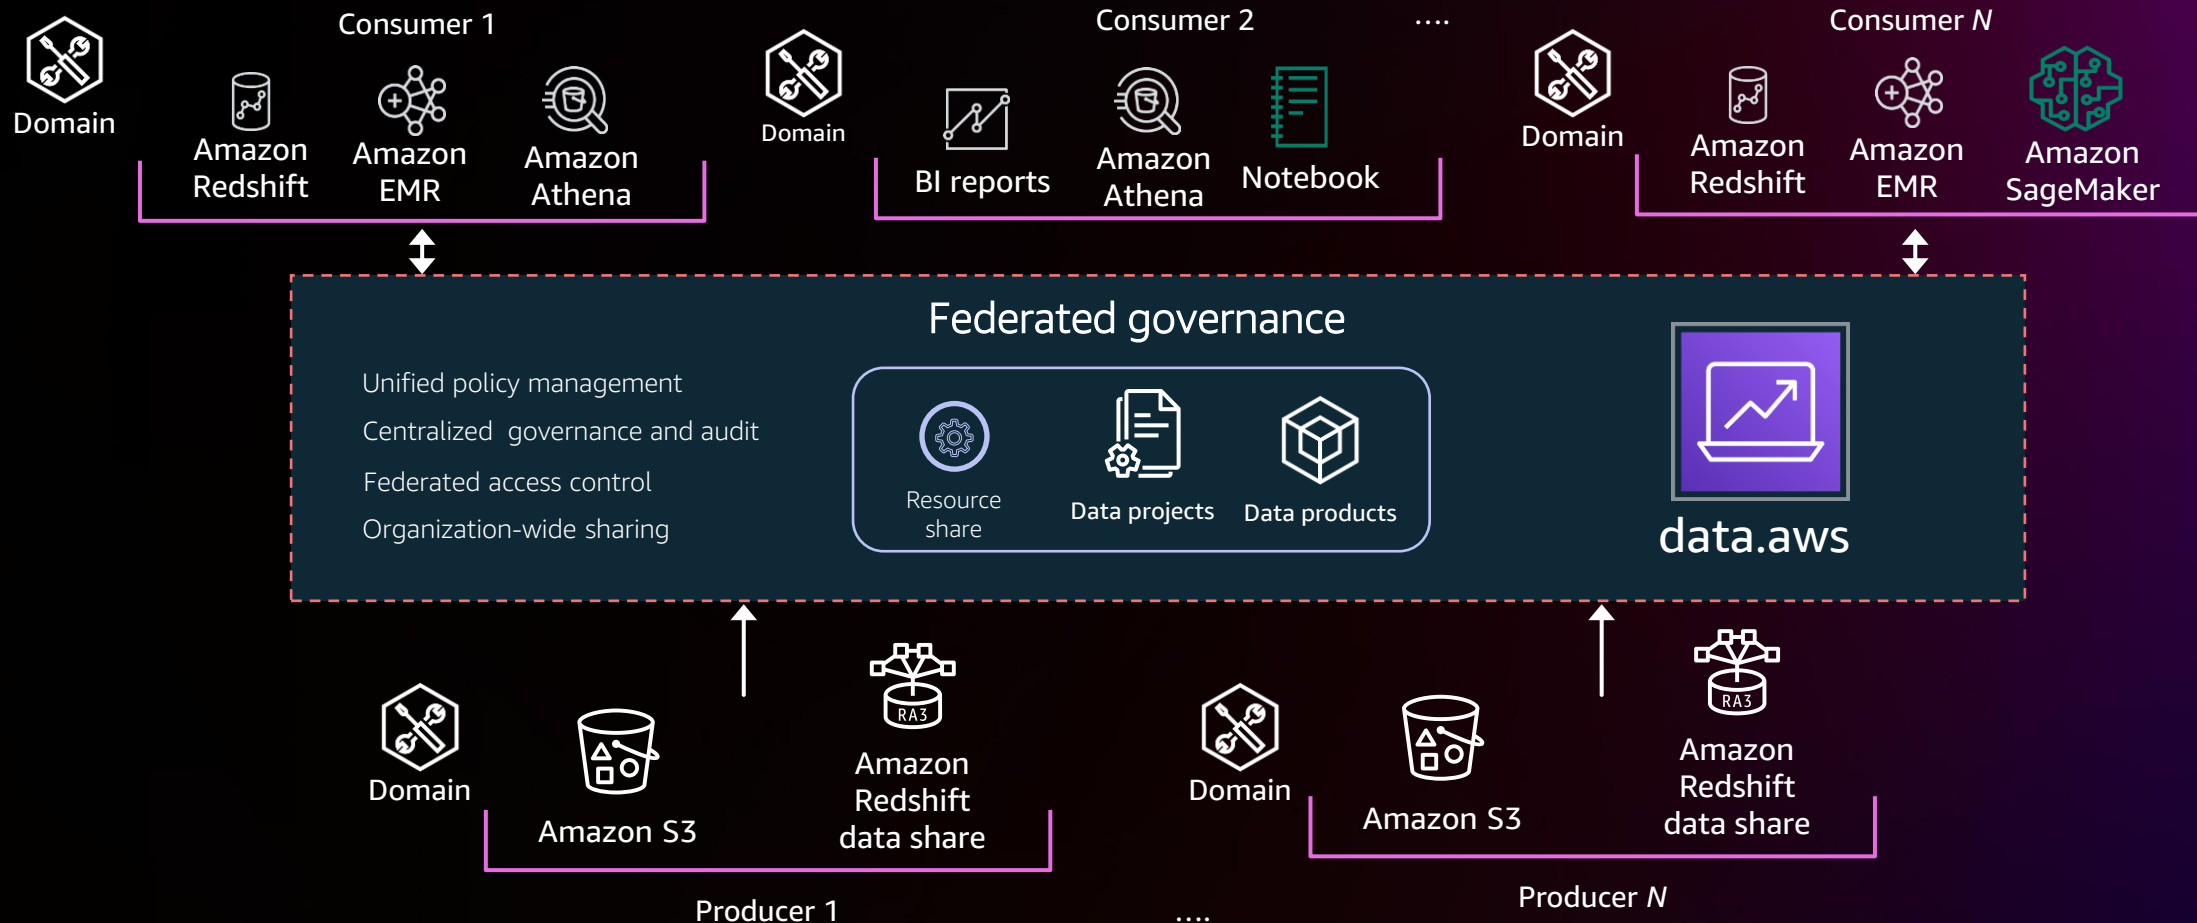 Consumer 1
Domain
Amazon
Redshift
Amazon
EMR
Amazon
Athena
Consumer 2
Domain
BI reports
Amazon
Athena
Notebook
....
Consumer N
Domain
Amazon
Redshift
Amazon
EMR
Amazon
SageMaker
Federated governance
Unified policy management
Centralized governance and audit
Federated access control
Organization-wide sharing
Resource
share
Data projects
Data products
data.aws
Domain
Amazon S3
RA3
Amazon
Redshift
data share
Producer 1
....
Domain
Amazon S3
RA3
Amazon
Redshift
data share
Producer N